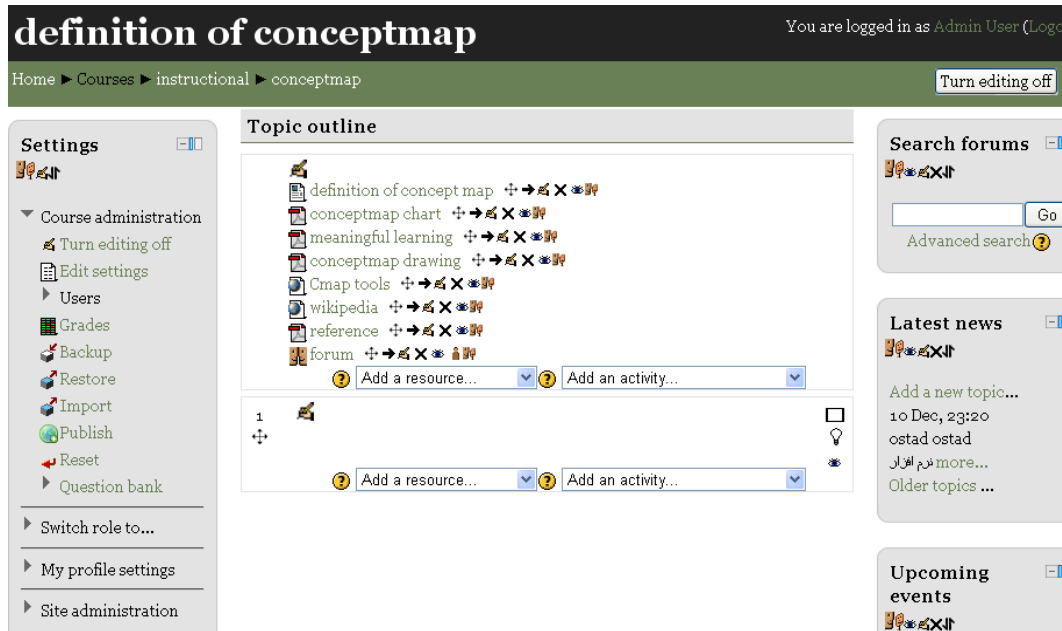 definition of conceptmap
You are logged in as Admin User (Logo
Home ► Courses ► instructional ► conceptmap
Turn editing off
Settings
Course administration
Turn editing off
Edit settings
Users
Grades
Backup
Restore
Import
Publish
Reset
Question bank
Switch role to...
My profile settings
Site administration
Topic outline
definition of concept map
conceptmap chart
meaningful learning
conceptmap drawing
Cmap tools
wikipedia
reference
forum
Add a resource... Add an activity...
1
Add a resource... Add an activity...
Search forums
Go
Advanced search
Latest news
Add a new topic...
10 Dec, 23:20
ostad ostad
نرم افزار more...
Older topics ...
Upcoming
events